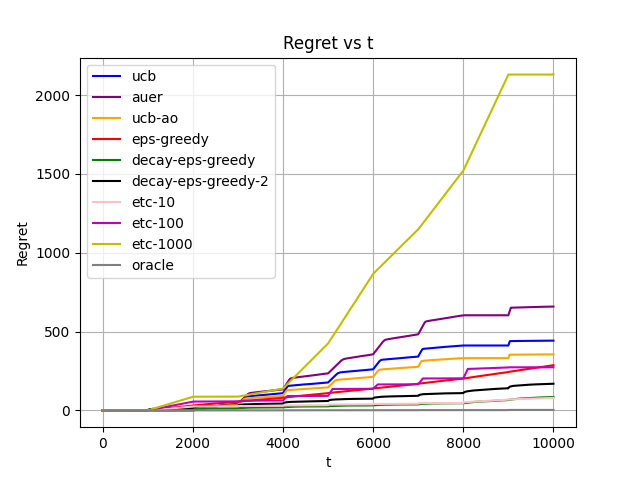 Regret vs t
ucb
auer
ucb-ao
eps-greedy
decay-eps-greedy
decay-eps-greedy-2
etc-10
etc-100
etc-1000
oracle
Regret
2000
1500
1000
500
0
0 2000 4000 6000 8000 10000
t